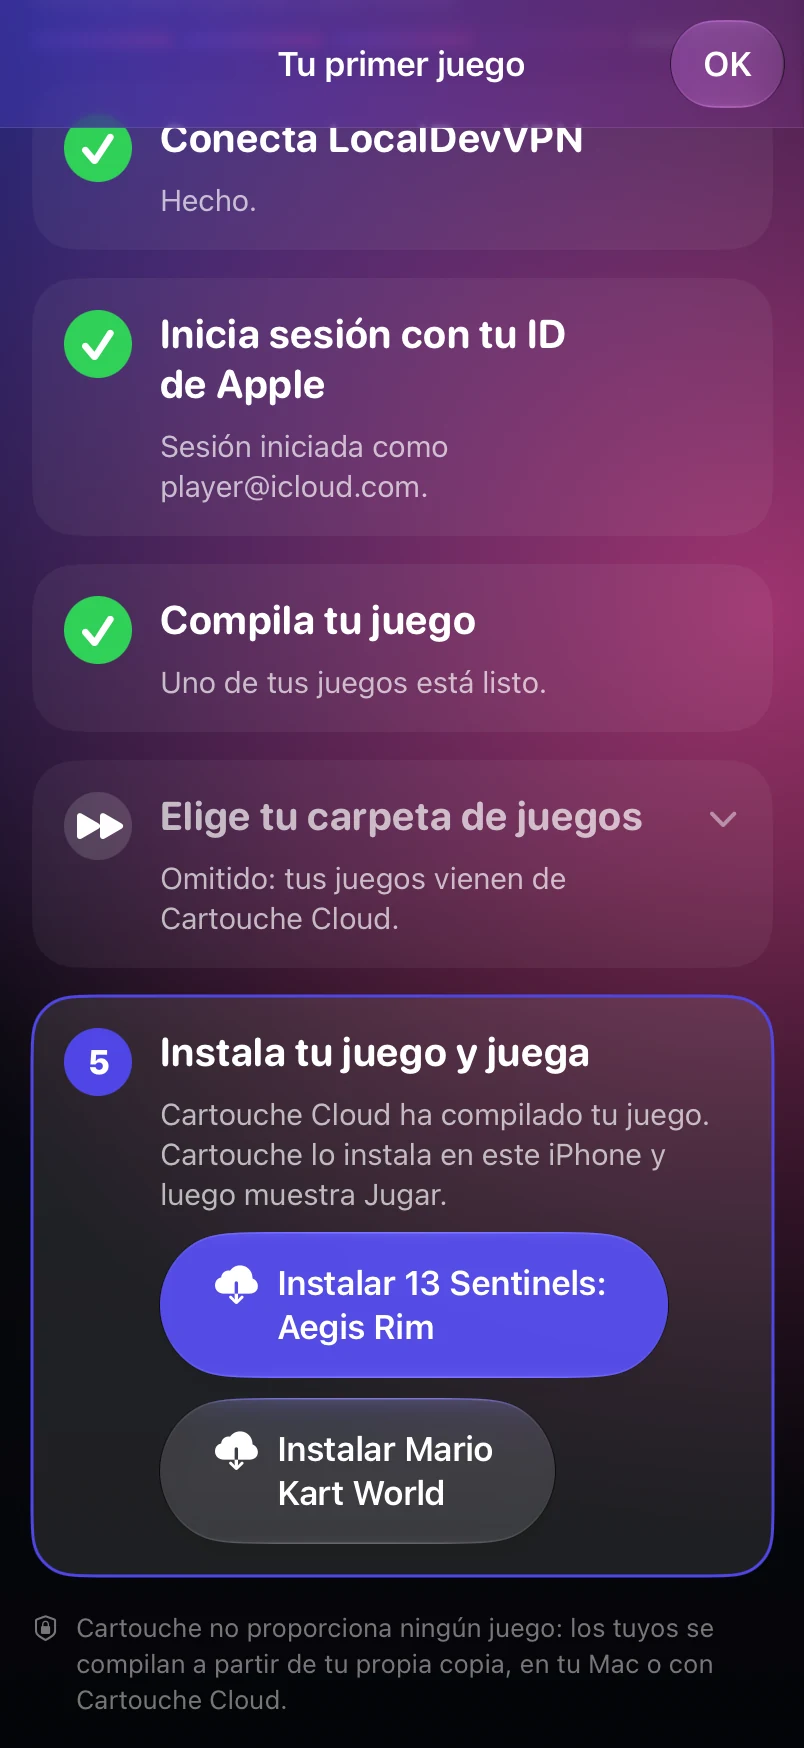 Tu primer juego
OK
Conecta LocalDevVPN
Hecho.
Inicia sesión con tu ID
de Apple
Sesión iniciada como
player@icloud.com.
Compila tu juego
Uno de tus juegos está listo.
Elige tu carpeta de juegos
Omitido: tus juegos vienen de
Cartouche Cloud.
5
Instala tu juego y juega
Cartouche Cloud ha compilado tu juego.
Cartouche lo instala en este iPhone y
luego muestra Jugar.
Instalar 13 Sentinels:
Aegis Rim
Instalar Mario
Kart World
Cartouche no proporciona ningún juego: los tuyos se
compilan a partir de tu propia copia, en tu Mac o con
Cartouche Cloud.